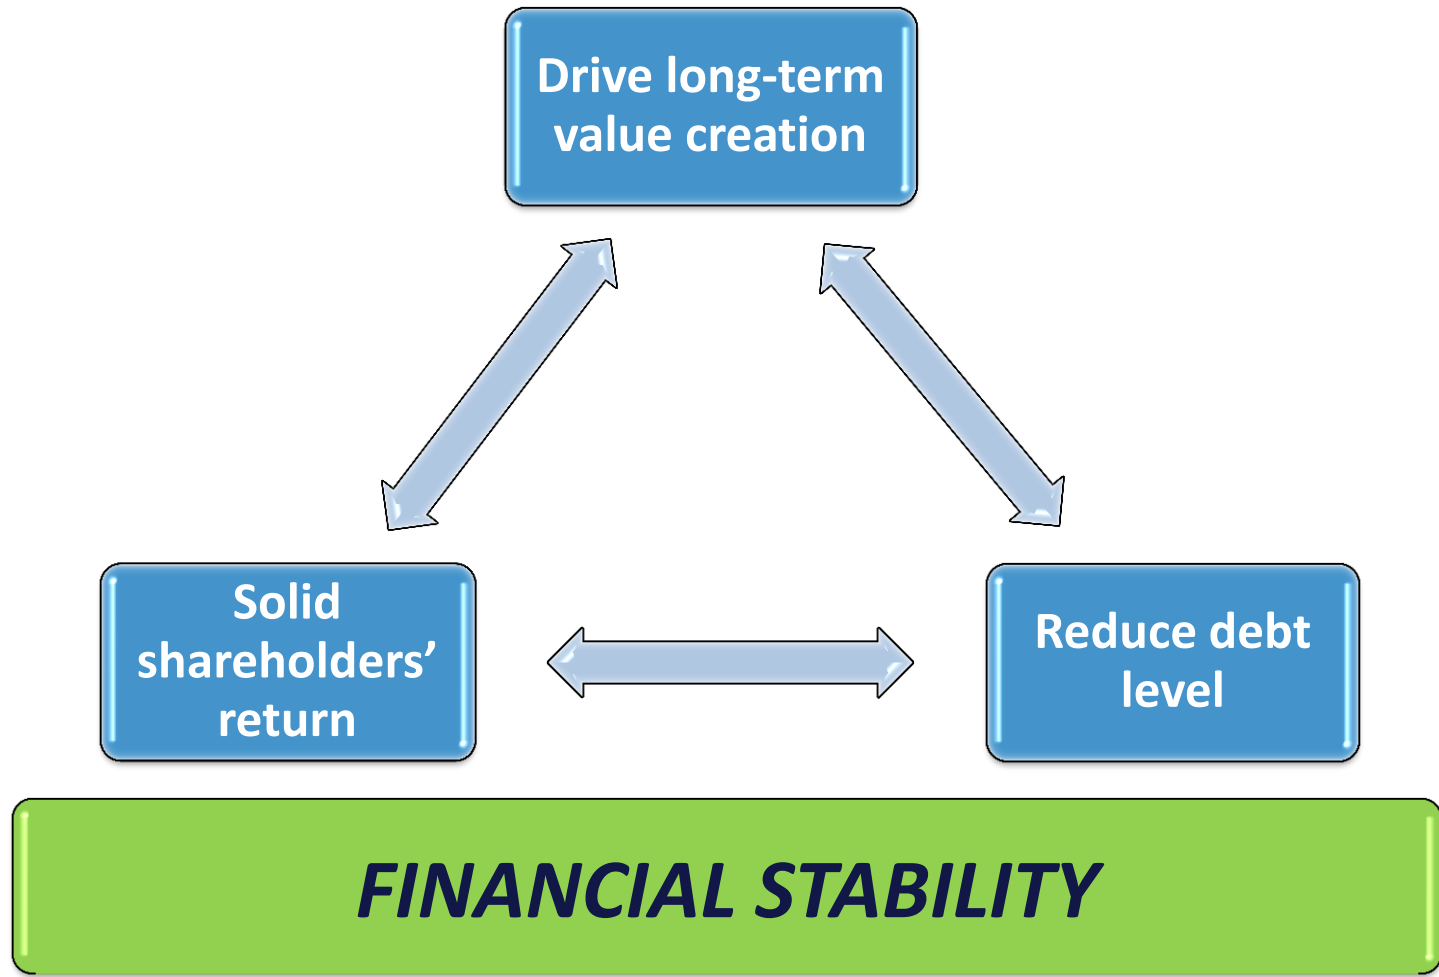 Drive long-term
value creation
Solid
shareholders’
return
Reduce debt
level
FINANCIAL STABILITY